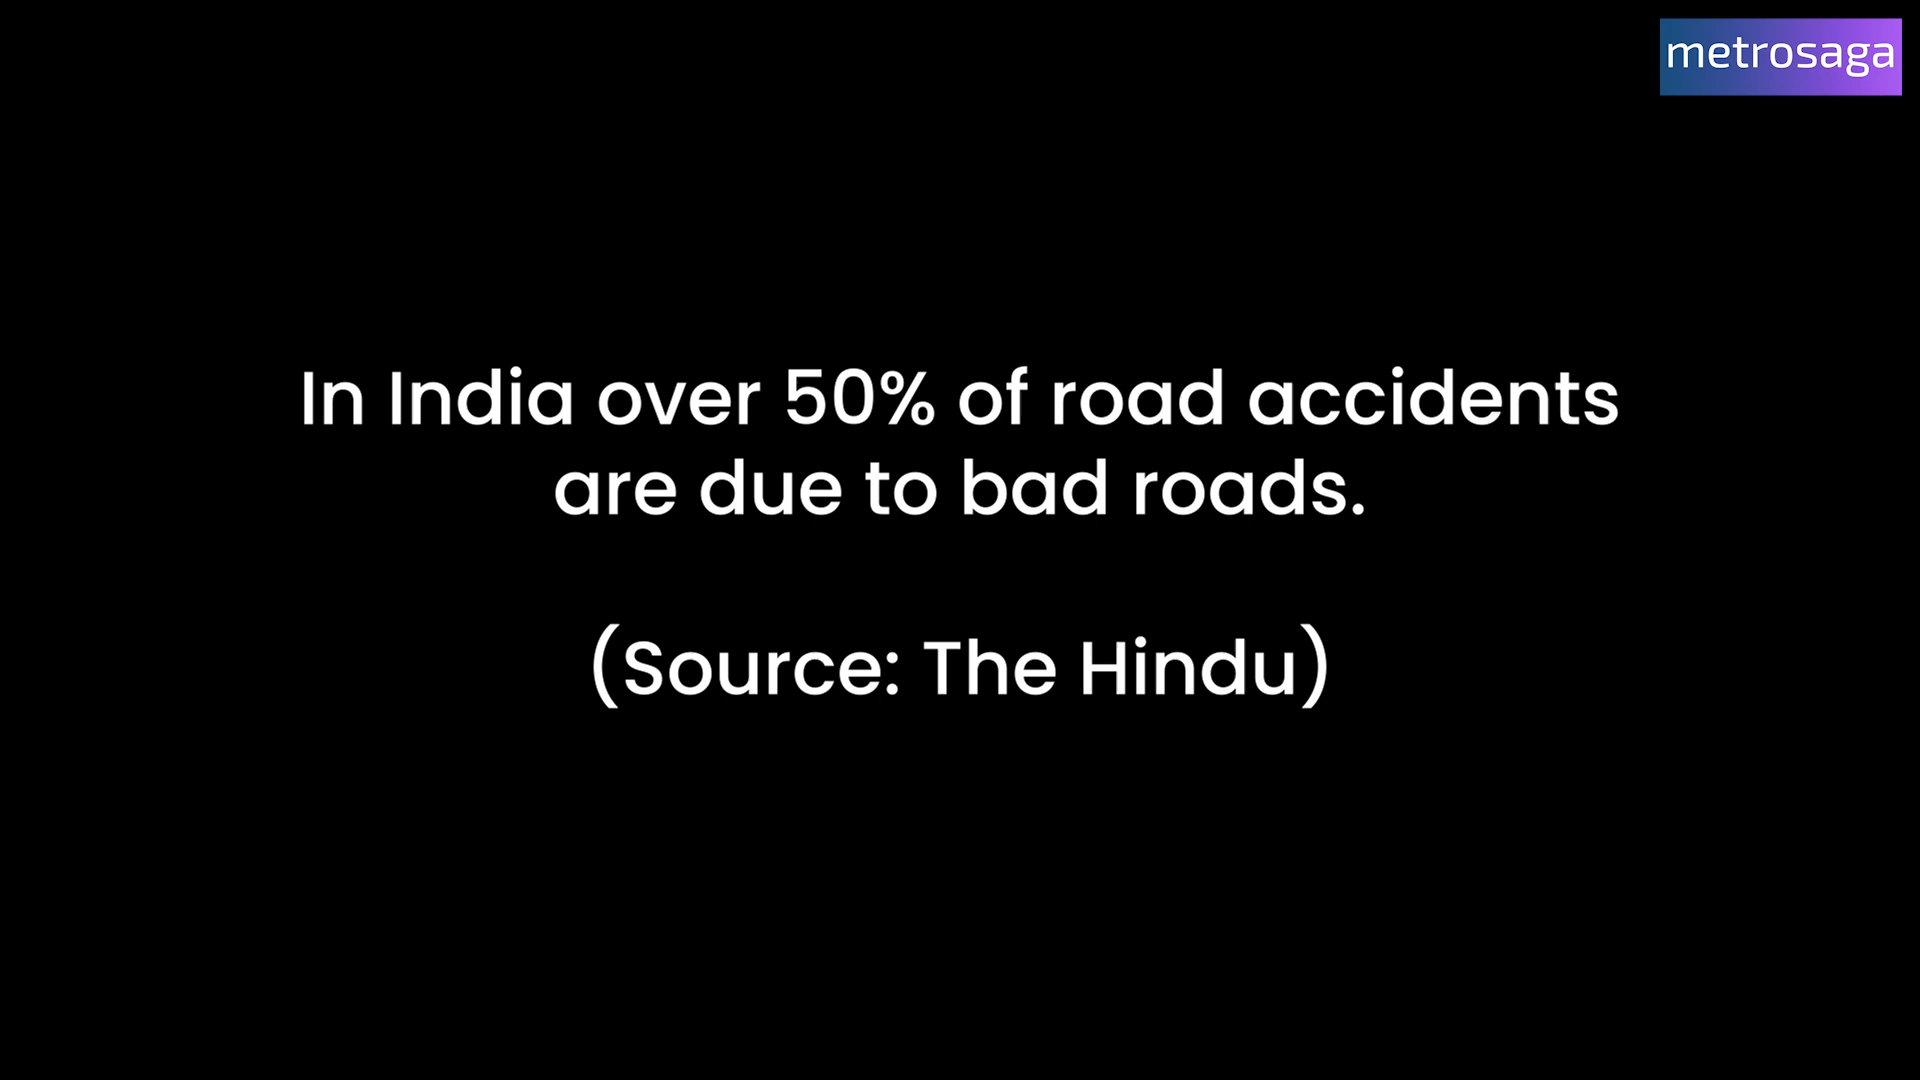 metrosaga
In India over 50% of road accidents
are due to bad roads.
(Source: The Hindu)